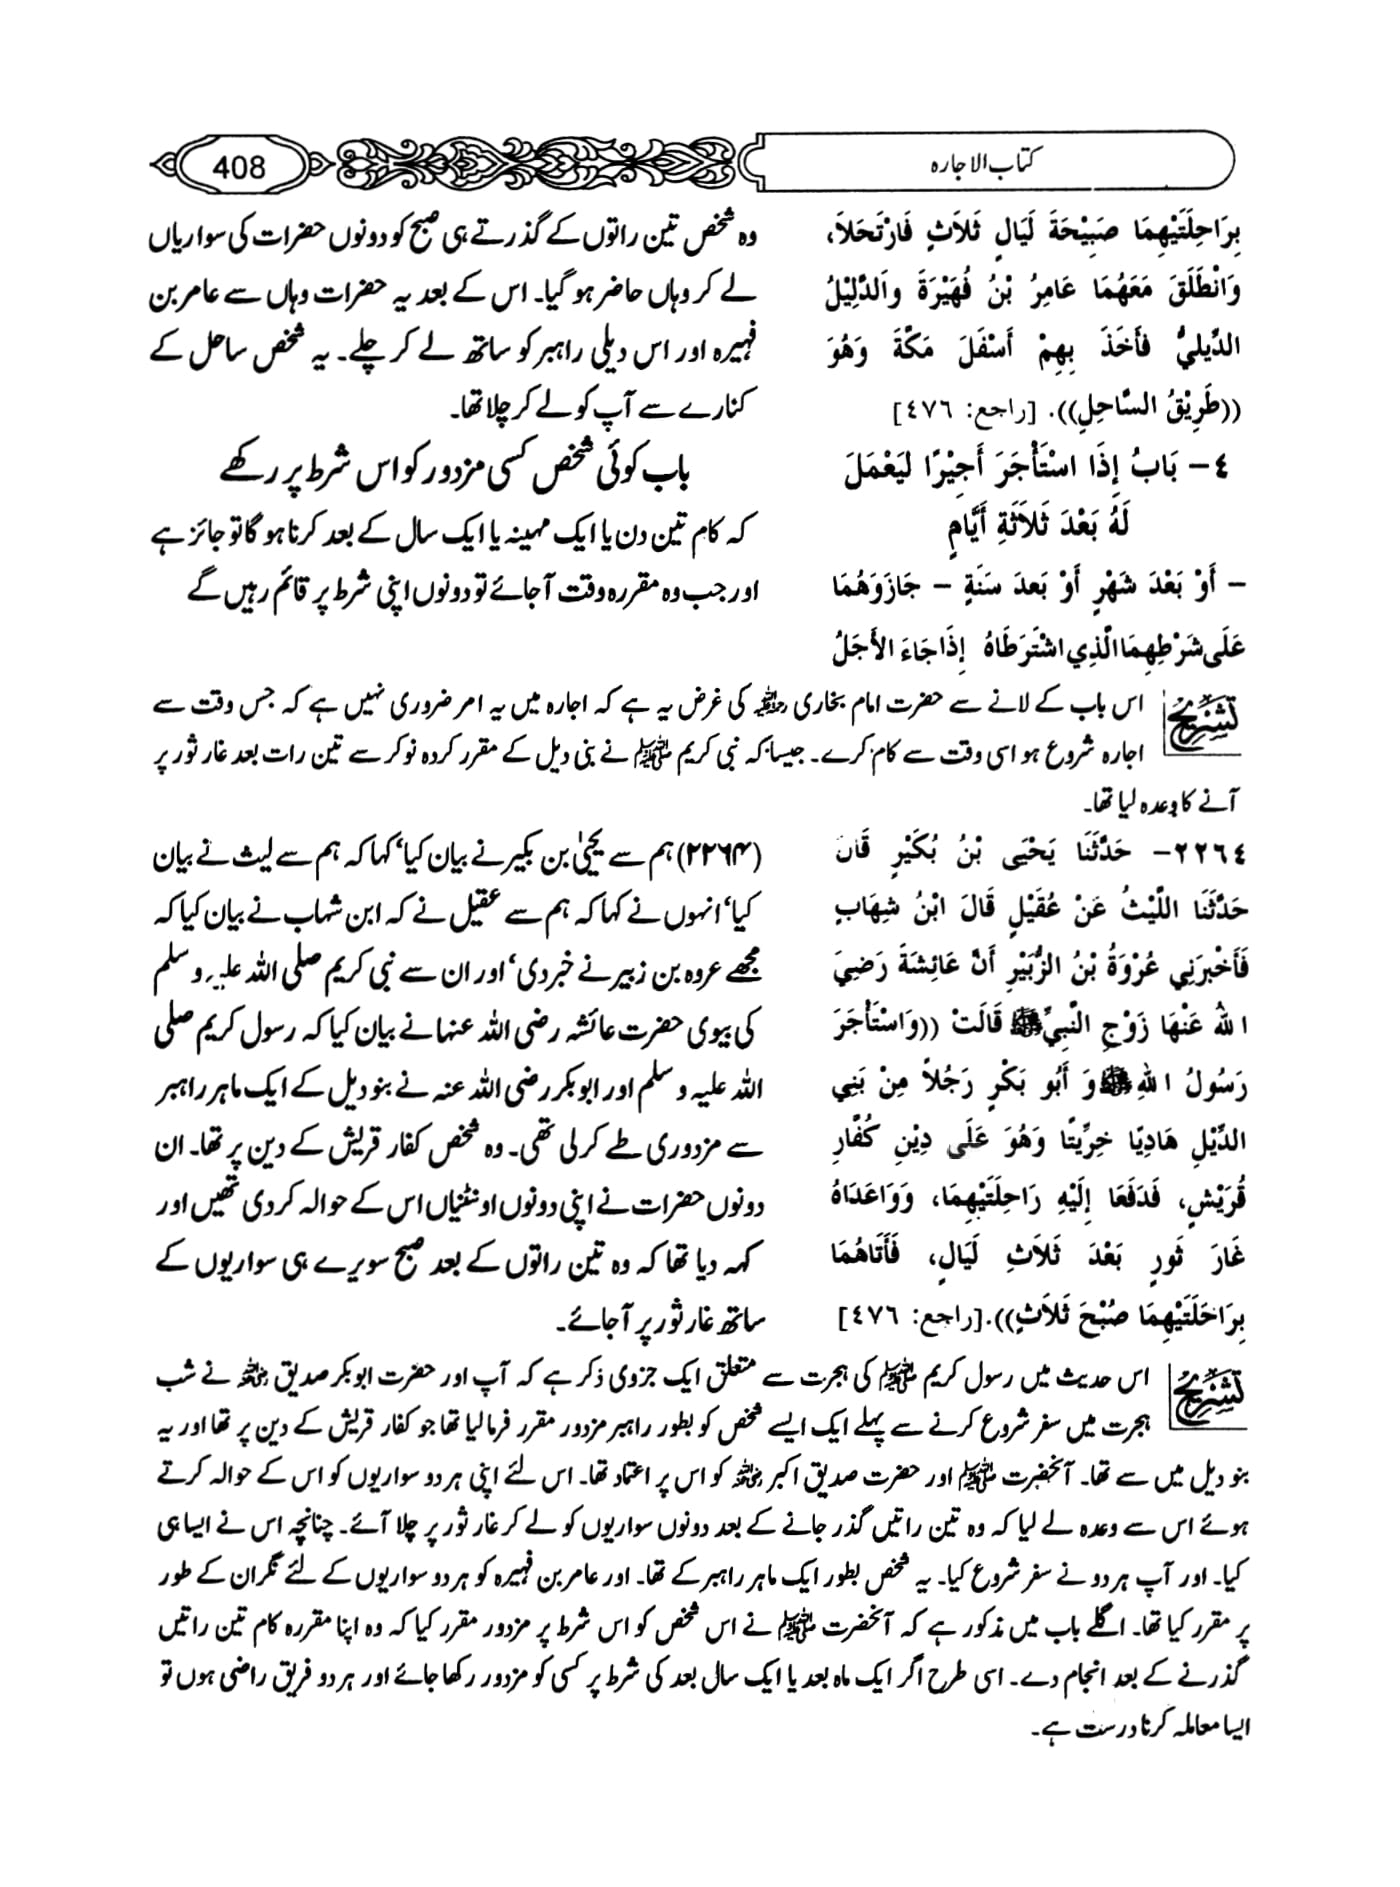 کتاب الاجارہ
408
بِرَاحِلَتَيْهِمَا صَبِيْحَةَ لَيَالٍ ثَلاَثٍ فَارْتَحَلاَ،
وَانْطَلَقَ مَعَهُمَا عَامِرُ بْنُ فُهَيْرَةَ وَالدَّلِيْلُ
الدِّيْلِيُّ فَأَخَذَ بِهِمْ أَسْفَلَ مَكَّةَ وَهُوَ
((طَرِيْقُ السَّاحِلِ)). [راجع: ٤٧٦]
وہ شخص تین راتوں کے گذرتے ہی صبح کو دونوں حضرات کی سواریاں
لے کر وہاں حاضر ہو گیا۔ اس کے بعد یہ حضرات وہاں سے عامر بن
فہیرہ اور اس دیلی راہبر کو ساتھ لے کر چلے۔ یہ شخص ساحل کے
کنارے سے آپ کو لے کر چلا تھا۔
٤- بَابُ إِذَا اسْتَأْجَرَ أَجِيْرًا لِيَعْمَلَ
لَهُ بَعْدَ ثَلاَثَةِ أَيَّامٍ
- أَوْ بَعْدَ شَهْرٍ أَوْ بَعدَ سَنَةٍ - جَازَوَهُمَا
عَلَى شَرْطِهِمَا الَّذِي اشْتَرَطَاهُ إِذَا جَاءَ الأَجَلُ
باب کوئی شخص کسی مزدور کو اس شرط پر رکھے
کہ کام تین دن یا ایک مہینہ یا ایک سال کے بعد کرنا ہو گا تو جائز ہے
اور جب وہ مقررہ وقت آ جائے تو دونوں اپنی شرط پر قائم رہیں گے
تشریح اس باب کے لانے سے حضرت امام بخاری رحمہ اللہ کی غرض یہ ہے کہ اجارہ میں یہ امر ضروری نہیں ہے کہ جس وقت سے
اجارہ شروع ہو اسی وقت سے کام کرے۔ جیسا کہ نبی کریم ﷺ نے بنی دیل کے مقرر کردہ نوکر سے تین رات بعد غار ثور پر
آنے کا وعدہ لیا تھا۔
٢٢٦٤- حَدَّثَنَا يَحْيَى بْنُ بُكَيْرٍ قَالَ
حَدَّثَنَا اللَّيْثُ عَنْ عُقَيْلٍ قَالَ ابْنُ شِهَابٍ
فَأَخْبَرَنِي عُرْوَةُ بْنُ الزُّبَيْرِ أَنَّ عَائِشَةَ رَضِيَ
اللهُ عَنْهَا زَوْجِ النَّبِيِّ ﷺ قَالَتْ ((وَاسْتَأْجَرَ
رَسُولُ اللهِ ﷺ وَ أَبُو بَكْرٍ رَجُلاً مِنْ بَنِي
الدِّيْلِ هَادِيًا خِرِّيتًا وَهُوَ عَلَى دِيْنِ كُفَّارِ
قُرَيْشٍ، فَدَفَعَا إِلَيْهِ رَاحِلَتَيْهِمَا، وَوَاعَدَاهُ
غَارَ ثَورٍ بَعْدَ ثَلاَثِ لَيَالٍ، فَأَتَاهُمَا
بِرَاحَلَتَيْهِمَا صُبْحَ ثَلاَثٍ)).[راجع: ٤٧٦]
(۲۲۶۴) ہم سے یحییٰ بن بکیر نے بیان کیا‘ کہا کہ ہم سے لیث نے بیان
کیا‘ انہوں نے کہا کہ ہم سے عقیل نے کہ ابن شہاب نے بیان کیا کہ
مجھے عروہ بن زبیر نے خبر دی‘ اور ان سے نبی کریم صلی اللہ علیہ و سلم
کی بیوی حضرت عائشہ رضی اللہ عنہا نے بیان کیا کہ رسول کریم صلی
اللہ علیہ و سلم اور ابوبکر رضی اللہ عنہ نے بنو دیل کے ایک ماہر راہبر
سے مزدوری طے کر لی تھی۔ وہ شخص کفار قریش کے دین پر تھا۔ ان
دونوں حضرات نے اپنی دونوں اونٹنیاں اس کے حوالہ کر دی تھیں اور
کہہ دیا تھا کہ وہ تین راتوں کے بعد صبح سویرے ہی سواریوں کے
ساتھ غار ثور پر آ جائے۔
تشریح اس حدیث میں رسول کریم ﷺ کی ہجرت سے متعلق ایک جزوی ذکر ہے کہ آپ اور حضرت ابوبکر صدیق رضی اللہ عنہ نے شب
ہجرت میں سفر شروع کرنے سے پہلے ایک ایسے شخص کو بطور راہبر مزدور مقرر فرما لیا تھا جو کفار قریش کے دین پر تھا اور یہ
بنو دیل میں سے تھا۔ آنحضرت ﷺ اور حضرت صدیق اکبر رضی اللہ عنہ کو اس پر اعتماد تھا۔ اس لئے اپنی ہر دو سواریوں کو اس کے حوالہ کرتے
ہوئے اس سے وعدہ لے لیا کہ وہ تین راتیں گذر جانے کے بعد دونوں سواریوں کو لے کر غار ثور پر چلا آئے۔ چنانچہ اس نے ایسا ہی
کیا۔ اور آپ ہر دو نے سفر شروع کیا۔ یہ شخص بطور ایک ماہر راہبر کے تھا۔ اور عامر بن فہیرہ کو ہر دو سواریوں کے لئے نگران کے طور
پر مقرر کیا تھا۔ اگلے باب میں مذکور ہے کہ آنحضرت ﷺ نے اس شخص کو اس شرط پر مزدور مقرر کیا کہ وہ اپنا مقررہ کام تین راتیں
گذرنے کے بعد انجام دے۔ اسی طرح اگر ایک ماہ بعد یا ایک سال بعد کی شرط پر کسی کو مزدور رکھا جائے اور ہر دو فریق راضی ہوں تو
ایسا معاملہ کرنا درست ہے۔